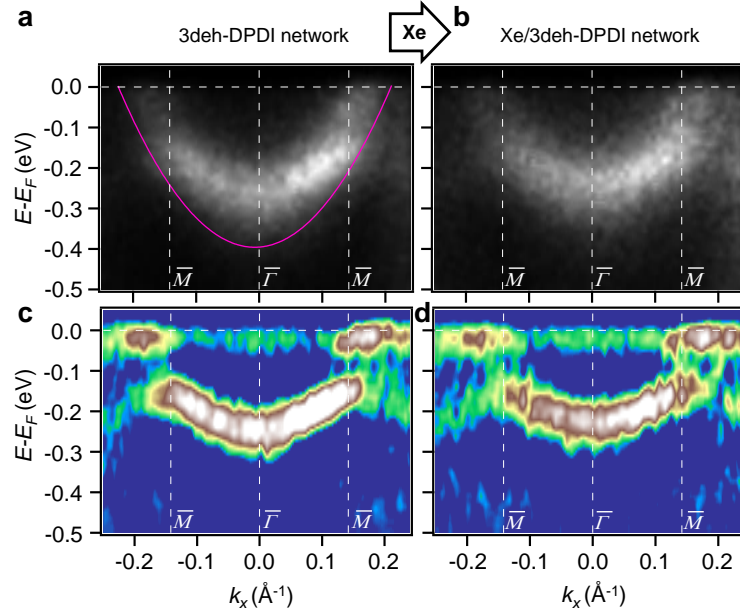 a
3deh-DPDI network
Xe
b
Xe/3deh-DPDI network
E-E_F (eV)
0.0
-0.1
-0.2
-0.3
-0.4
-0.5
M̅
Γ̅
M̅
M̅
Γ̅
M̅
c
d
E-E_F (eV)
0.0
-0.1
-0.2
-0.3
-0.4
-0.5
M̅
Γ̅
M̅
M̅
Γ̅
M̅
-0.2
-0.1
0.0
0.1
0.2
-0.2
-0.1
0.0
0.1
0.2
k_x (Å⁻¹)
k_x (Å⁻¹)